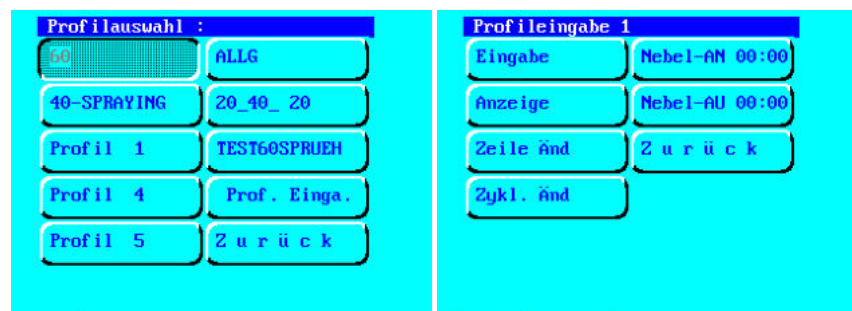 Profilauswahl :
60
ALLG
40-SPRAYING
20_40_ 20
Profil 1
TEST60SPRUEH
Profil 4
Prof. Einga.
Profil 5
Z u r ü c k
Profileingabe 1
Eingabe
Nebel-AN 00:00
Anzeige
Nebel-AU 00:00
Zeile Änd
Z u r ü c k
Zykl. Änd